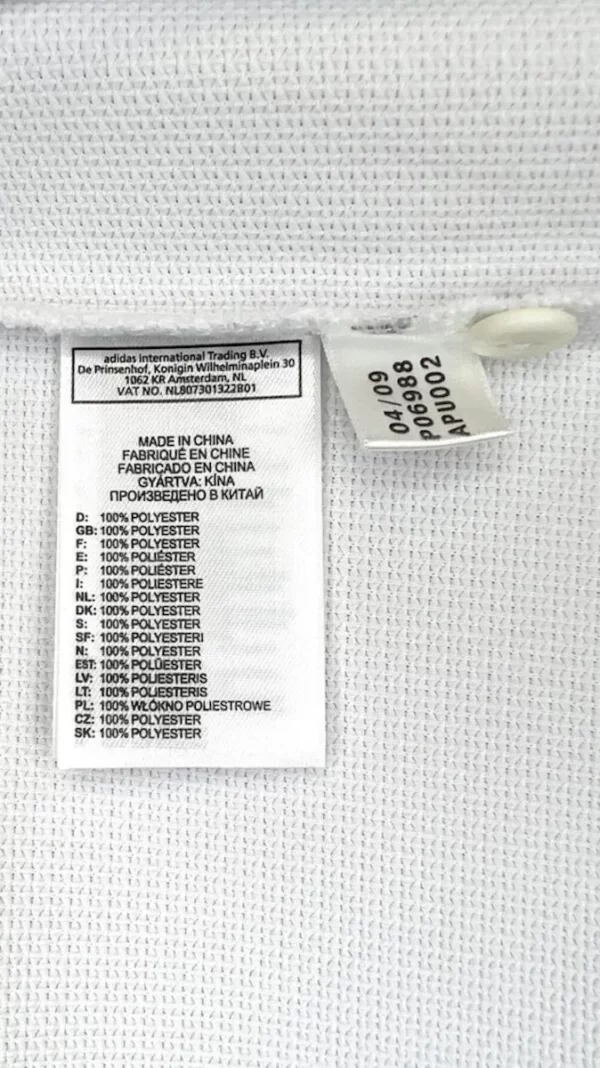 adidas International Trading B.V.
De Prinsenhof, Konigin Wilhelminaplein 30
1062 KR Amsterdam, NL
VAT NO. NL807301322B01
MADE IN CHINA
FABRIQUÉ EN CHINE
FABRICADO EN CHINA
GYÁRTVA: KÍNA
ПРОИЗВЕДЕНО В КИТАЙ
D: 100% POLYESTER
GB: 100% POLYESTER
F: 100% POLYESTER
E: 100% POLIÉSTER
P: 100% POLIÉSTER
I: 100% POLIESTERE
NL: 100% POLYESTER
DK: 100% POLYESTER
S: 100% POLYESTER
SF: 100% POLYESTERI
N: 100% POLYESTER
EST: 100% POLÜESTER
LV: 100% POLIESTERIS
LT: 100% POLIESTERIS
PL: 100% WŁÓKNO POLIESTROWE
CZ: 100% POLYESTER
SK: 100% POLYESTER
04/09
P06988
APU002